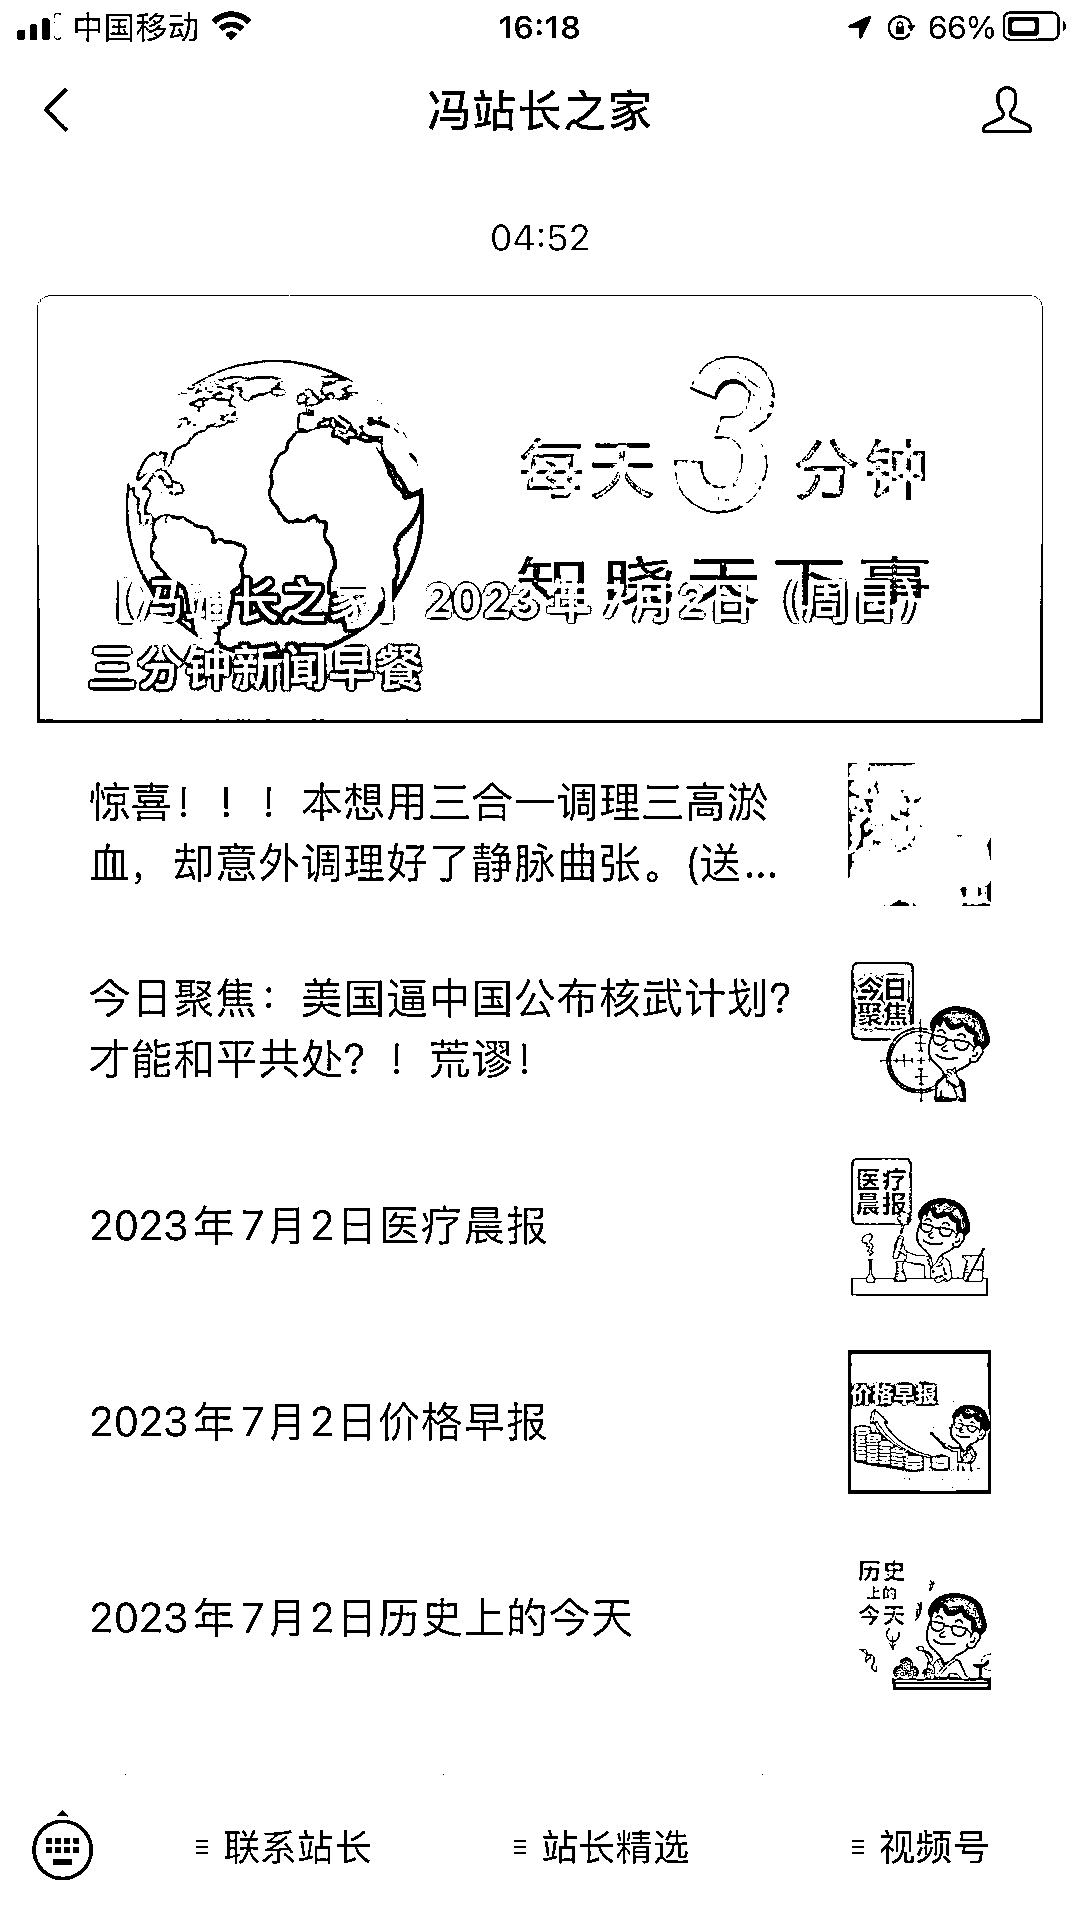 中国移动 16:18 66%
冯站长之家
04:52
每天3分钟
知晓天下事
【冯站长之家】2023年7月2日（周日）
三分钟新闻早餐
惊喜！！！本想用三合一调理三高淤
血，却意外调理好了静脉曲张。(送...
今日聚焦：美国逼中国公布核武计划？
才能和平共处？！荒谬！
今日
聚焦
2023年7月2日医疗晨报
医疗
晨报
2023年7月2日价格早报
价格早报
2023年7月2日历史上的今天
历史
上的
今天
联系站长 站长精选 视频号